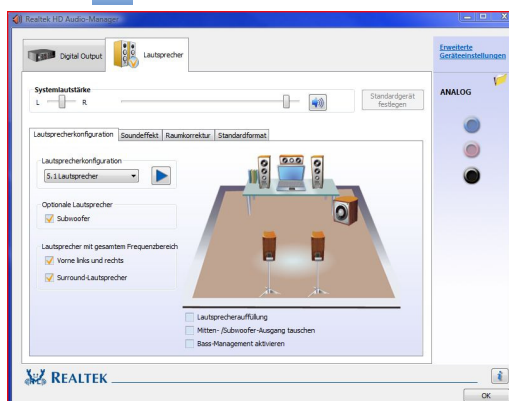 Realtek HD Audio-Manager
Digital Output
Lautsprecher
Erweiterte
Geräteeinstellungen
Systemlautstärke
L
R
Standardgerät
festlegen
ANALOG
Lautsprecherkonfiguration
Soundeffekt
Raumkorrektur
Standardformat
Lautsprecherkonfiguration
5.1 Lautsprecher
Optionale Lautsprecher
Subwoofer
Lautsprecher mit gesamtem Frequenzbereich
Vorne links und rechts
Surround-Lautsprecher
Lautsprecherauffüllung
Mitten- /Subwoofer-Ausgang tauschen
Bass-Management aktivieren
REALTEK
i
OK